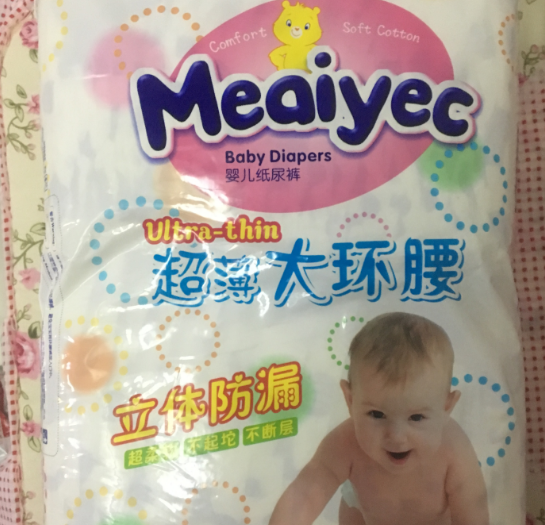 Comfort Soft Cotton
Meaiyec
Baby Diapers
婴儿纸尿裤
Ultra-thin
超薄大环腰
立体防漏
不起坨 不断层